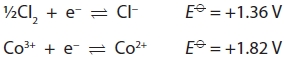 ½Cl₂ + e⁻ ⇌ Cl⁻ E⦵ = +1.36 V
Co³⁺ + e⁻ ⇌ Co²⁺ E⦵ = +1.82 V